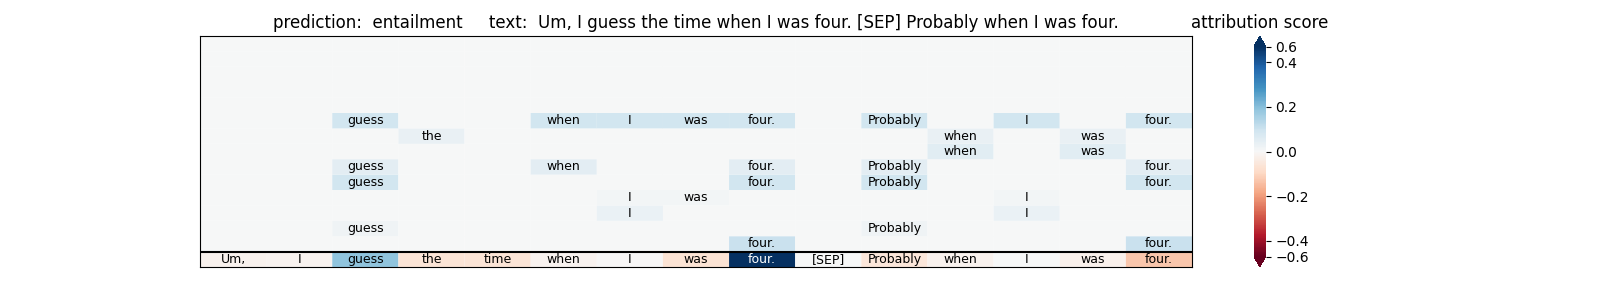 prediction:  entailment     text:  Um, I guess the time when I was four. [SEP] Probably when I was four.
attribution score
guess when I was four. Probably I four.
the when was
when was
guess when four. Probably four.
guess four. Probably four.
I was I
I I
guess Probably
four. four.
Um, I guess the time when I was four. [SEP] Probably when I was four.
0.6
0.4
0.2
0.0
−0.2
−0.4
−0.6